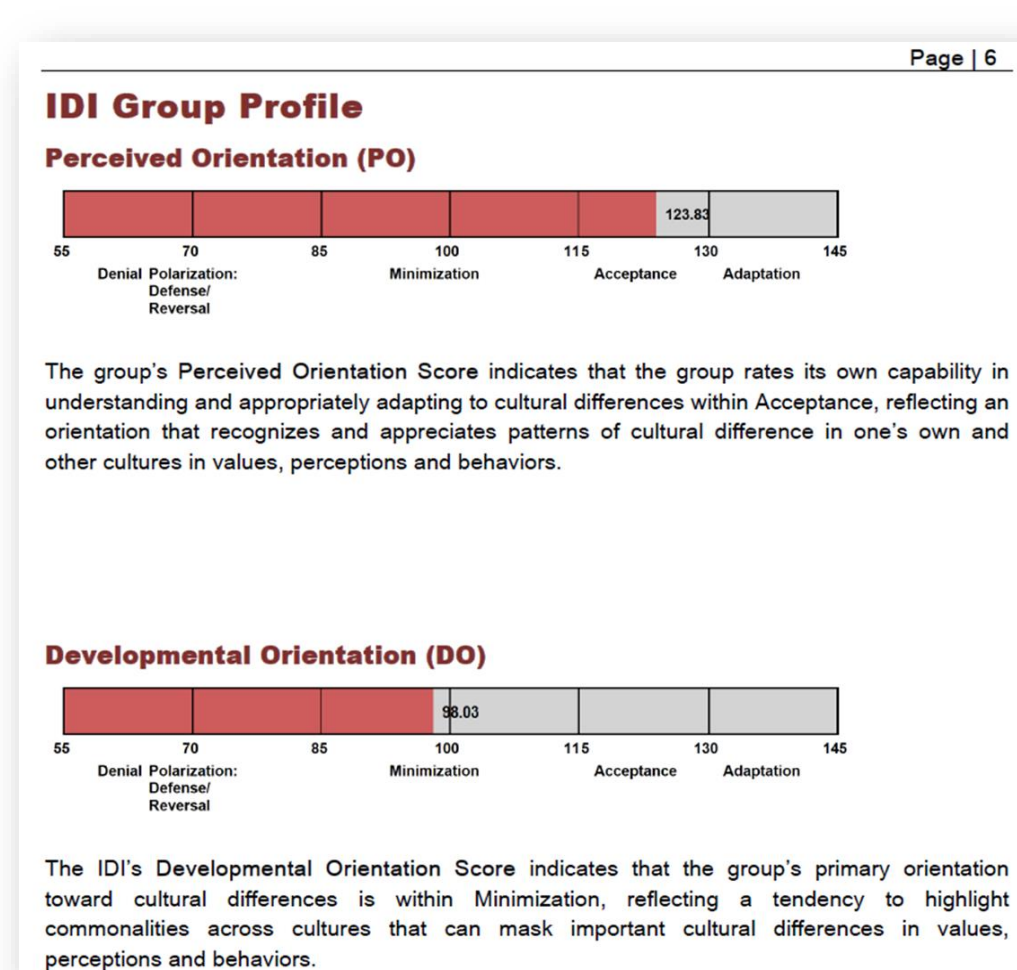 Page | 6
IDI Group Profile
Perceived Orientation (PO)
123.83
55 70 85 100 115 130 145
Denial Polarization: Minimization Acceptance Adaptation
Defense/
Reversal
The group’s Perceived Orientation Score indicates that the group rates its own capability in
understanding and appropriately adapting to cultural differences within Acceptance, reflecting an
orientation that recognizes and appreciates patterns of cultural difference in one’s own and
other cultures in values, perceptions and behaviors.
Developmental Orientation (DO)
98.03
55 70 85 100 115 130 145
Denial Polarization: Minimization Acceptance Adaptation
Defense/
Reversal
The IDI’s Developmental Orientation Score indicates that the group’s primary orientation
toward cultural differences is within Minimization, reflecting a tendency to highlight
commonalities across cultures that can mask important cultural differences in values,
perceptions and behaviors.